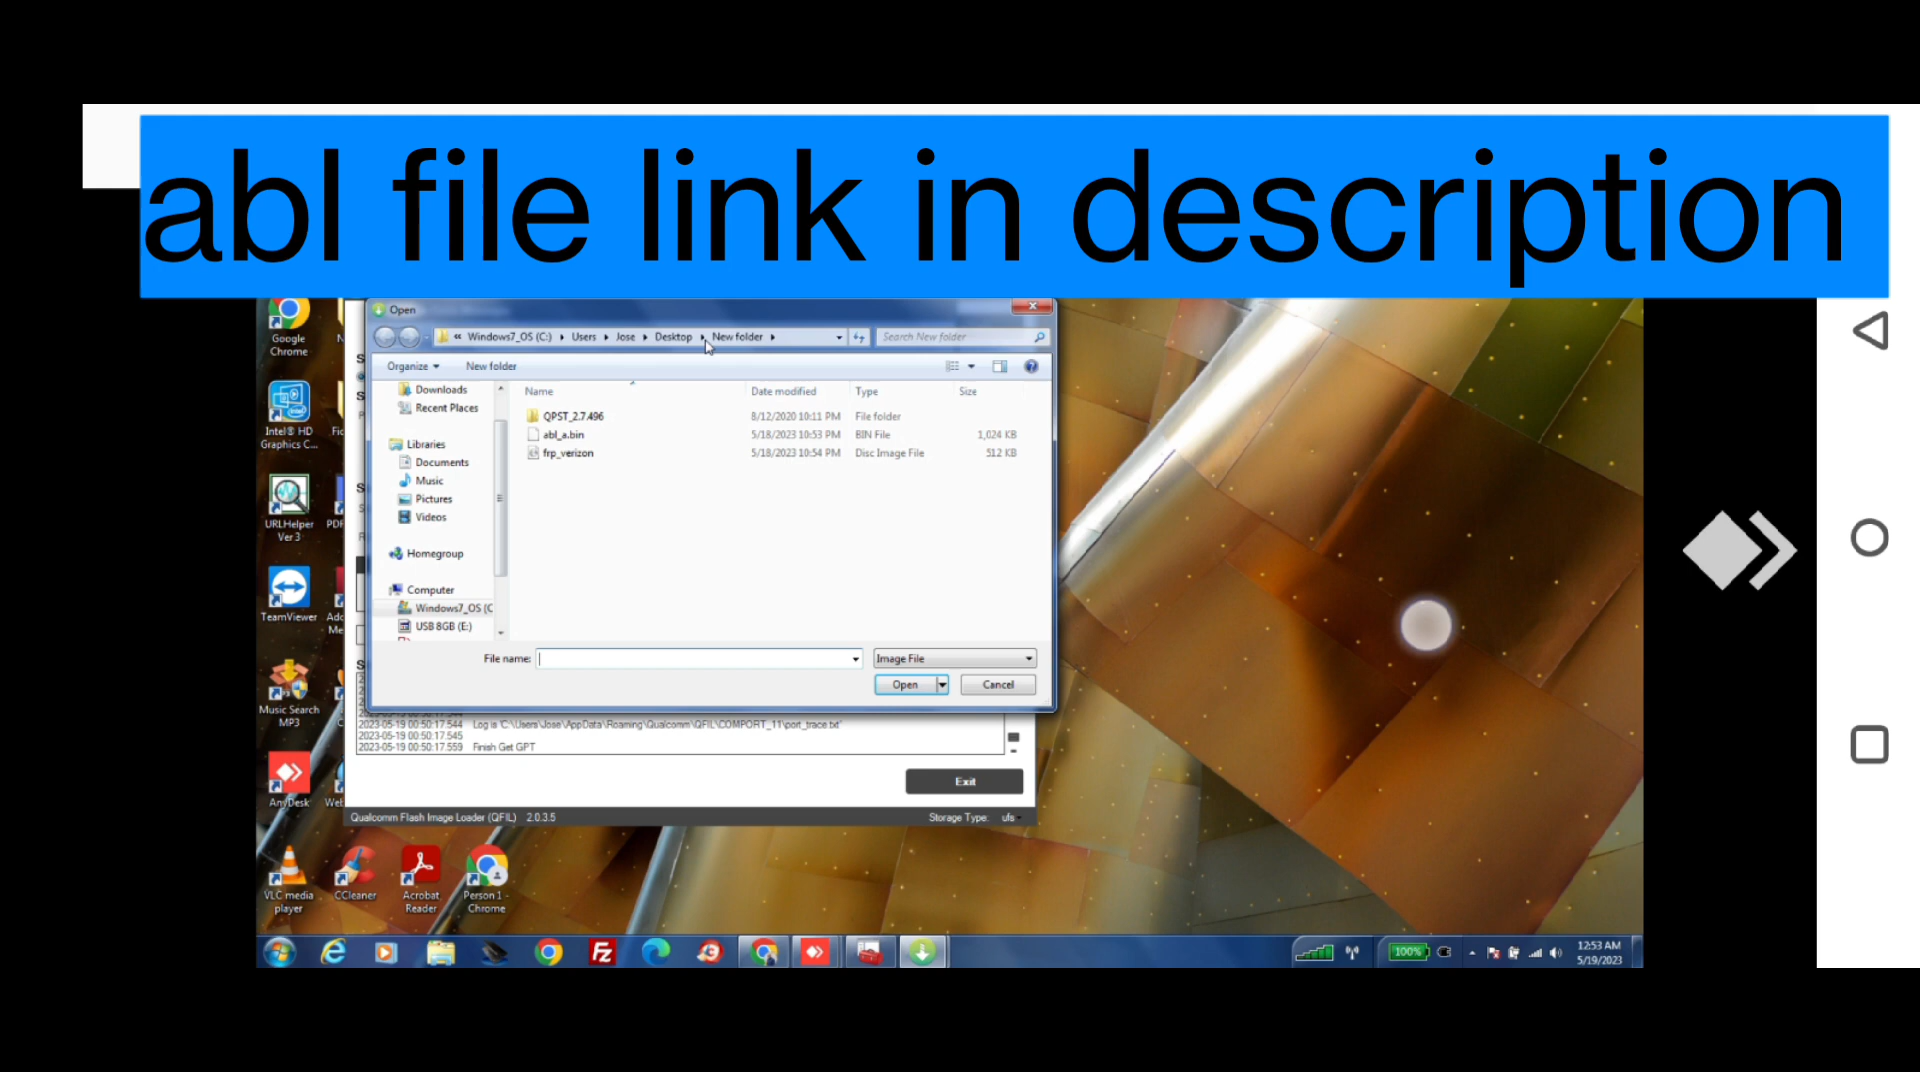 abl file link in description
Open
« Windows7_OS (C:) Users Jose Desktop New folder
Search New folder
Organize New folder
Downloads
Recent Places
Libraries
Documents
Music
Pictures
Videos
Homegroup
Computer
Windows7_OS (C
USB 8GB (E:)
Name Date modified Type Size
QPST_2.7.496 8/12/2020 10:11 PM File folder
abl_a.bin 5/18/2023 10:53 PM BIN File 1,024 KB
frp_verizon 5/18/2023 10:54 PM Disc Image File 512 KB
File name: Image File
Open Cancel
2023-05-19 00:50:17.544 Log is 'C:\Users\Jose\AppData\Roaming\Qualcomm\QFIL\COMPORT_11\port_trace.txt'
2023-05-19 00:50:17.545
2023-05-19 00:50:17.559 Finish Get GPT
Exit
Qualcomm Flash Image Loader (QFIL) 2.0.3.5 Storage Type: ufs
Google
Chrome
Intel® HD
Graphics C...
URLHelper
Ver 3
TeamViewer
Music Search
MP3
AnyDesk
VLC media
player
CCleaner
Acrobat
Reader
Person 1 -
Chrome
100%
12:53 AM
5/19/2023